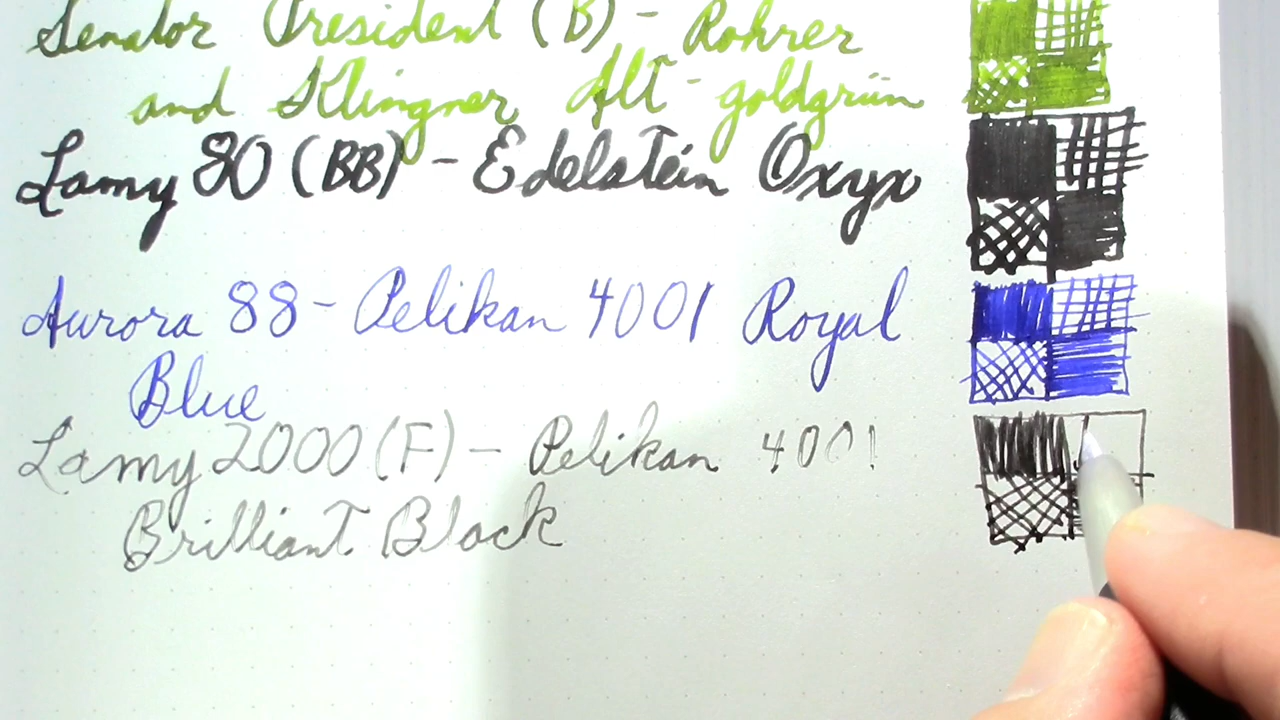 Senator President (B) - Rohrer
and Klingner Alt-goldgrün
Lamy 80 (BB) - Edelstein Oxyx
Aurora 88 - Pelikan 4001 Royal
Blue
Lamy 2000 (F) - Pelikan 4001
Brilliant Black